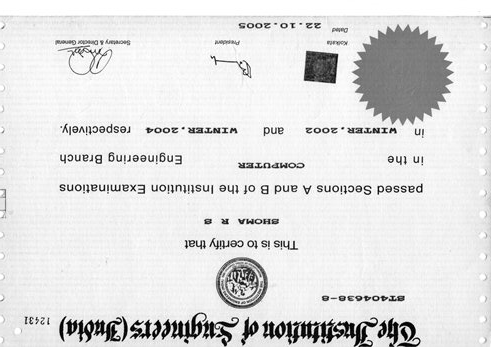 The Institution of Engineers (India) 12431
ST404638-8
This is to certify that
SHOMA R S
passed Sections A and B of the Institution Examinations
in the COMPUTER Engineering Branch
in WINTER,2002 and WINTER,2004 respectively.
Kolkata President Secretary & Director General
Dated 22.10.2005